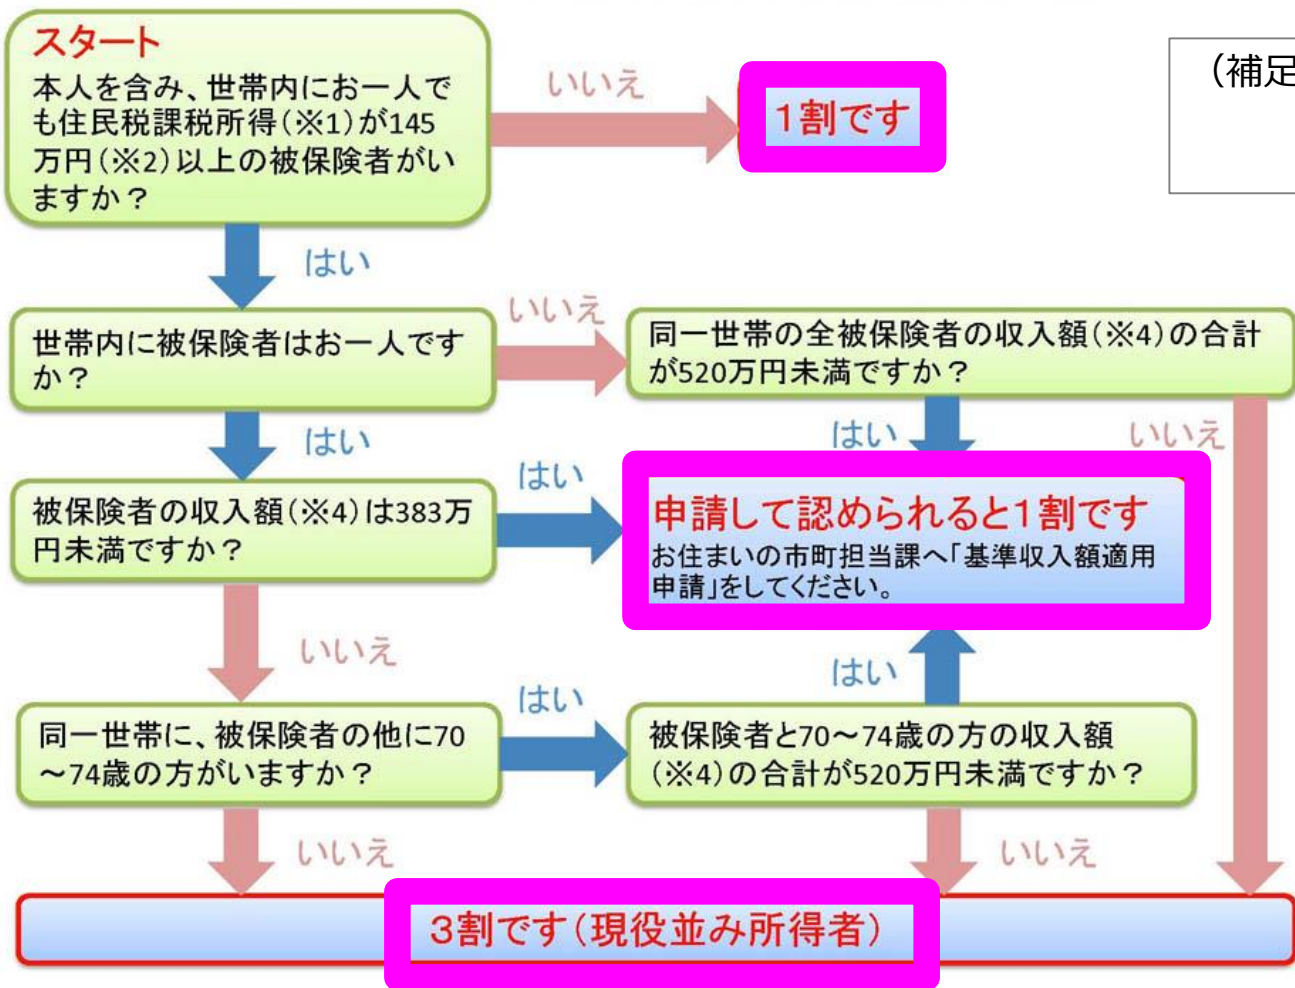 スタート
本人を含み、世帯内にお一人で
も住民税課税所得(※1)が145
万円(※2)以上の被保険者がい
ますか？
いいえ
1割です
(補足
はい
世帯内に被保険者はお一人です
か？
いいえ
同一世帯の全被保険者の収入額(※4)の合計
が520万円未満ですか？
はい
はい
いいえ
被保険者の収入額(※4)は383万
円未満ですか？
はい
申請して認められると1割です
お住まいの市町担当課へ「基準収入額適用
申請」をしてください。
いいえ
はい
同一世帯に、被保険者の他に70
～74歳の方がいますか？
はい
被保険者と70～74歳の方の収入額
(※4)の合計が520万円未満ですか？
いいえ
いいえ
3割です(現役並み所得者)